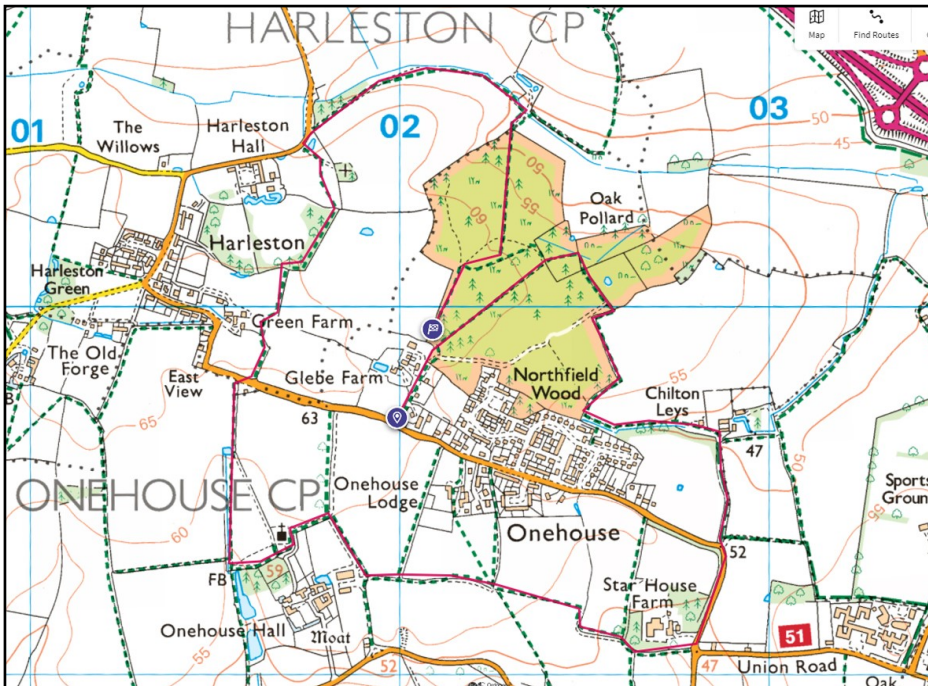 HARLESTON CP
Map
Find Routes
01
The
Willows
Harleston
Hall
02
03
50
45
50
55
60
65
Oak
Pollard
Harleston
Harleston
Green
Green Farm
The Old
Forge
East
View
Glebe Farm
63
Northfield
Wood
Chilton
Leys
55
50
47
65
ONEHOUSE CP
Onehouse
Lodge
Sports
Groun
55
60
Onehouse
52
FB
59
Star House
Farm
Onehouse Hall
Moat
51
55
52
47
Union Road
Oak